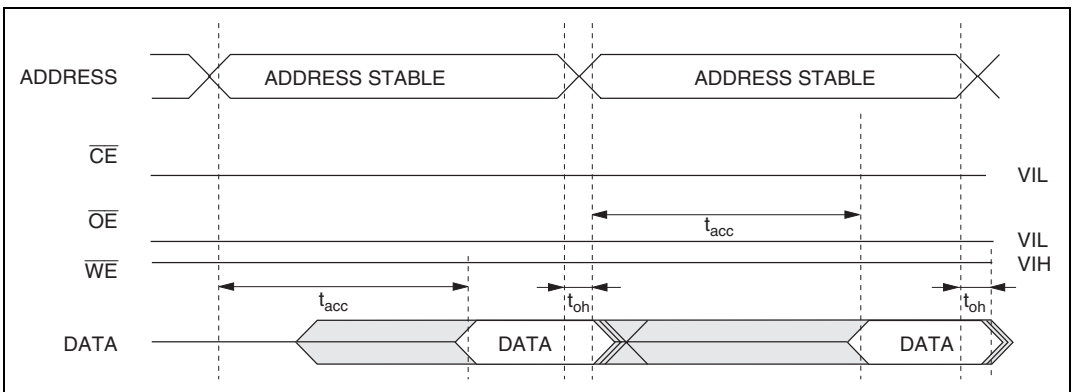 ADDRESS
ADDRESS STABLE
ADDRESS STABLE
CE
VIL
OE
tacc
VIL
WE
VIH
tacc
toh
toh
DATA
DATA
DATA